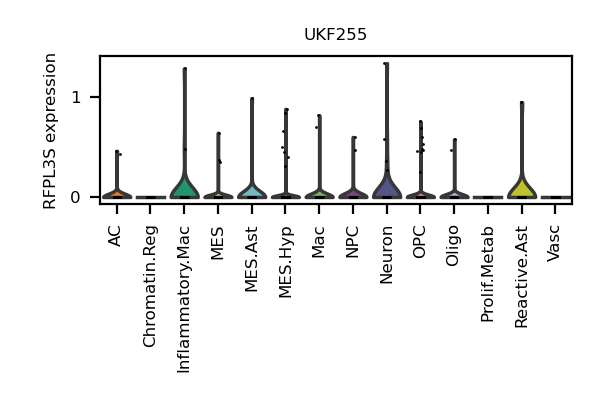 UKF255
RFPL3S expression
1
0
AC
Chromatin.Reg
Inflammatory.Mac
MES
MES.Ast
MES.Hyp
Mac
NPC
Neuron
OPC
Oligo
Prolif.Metab
Reactive.Ast
Vasc